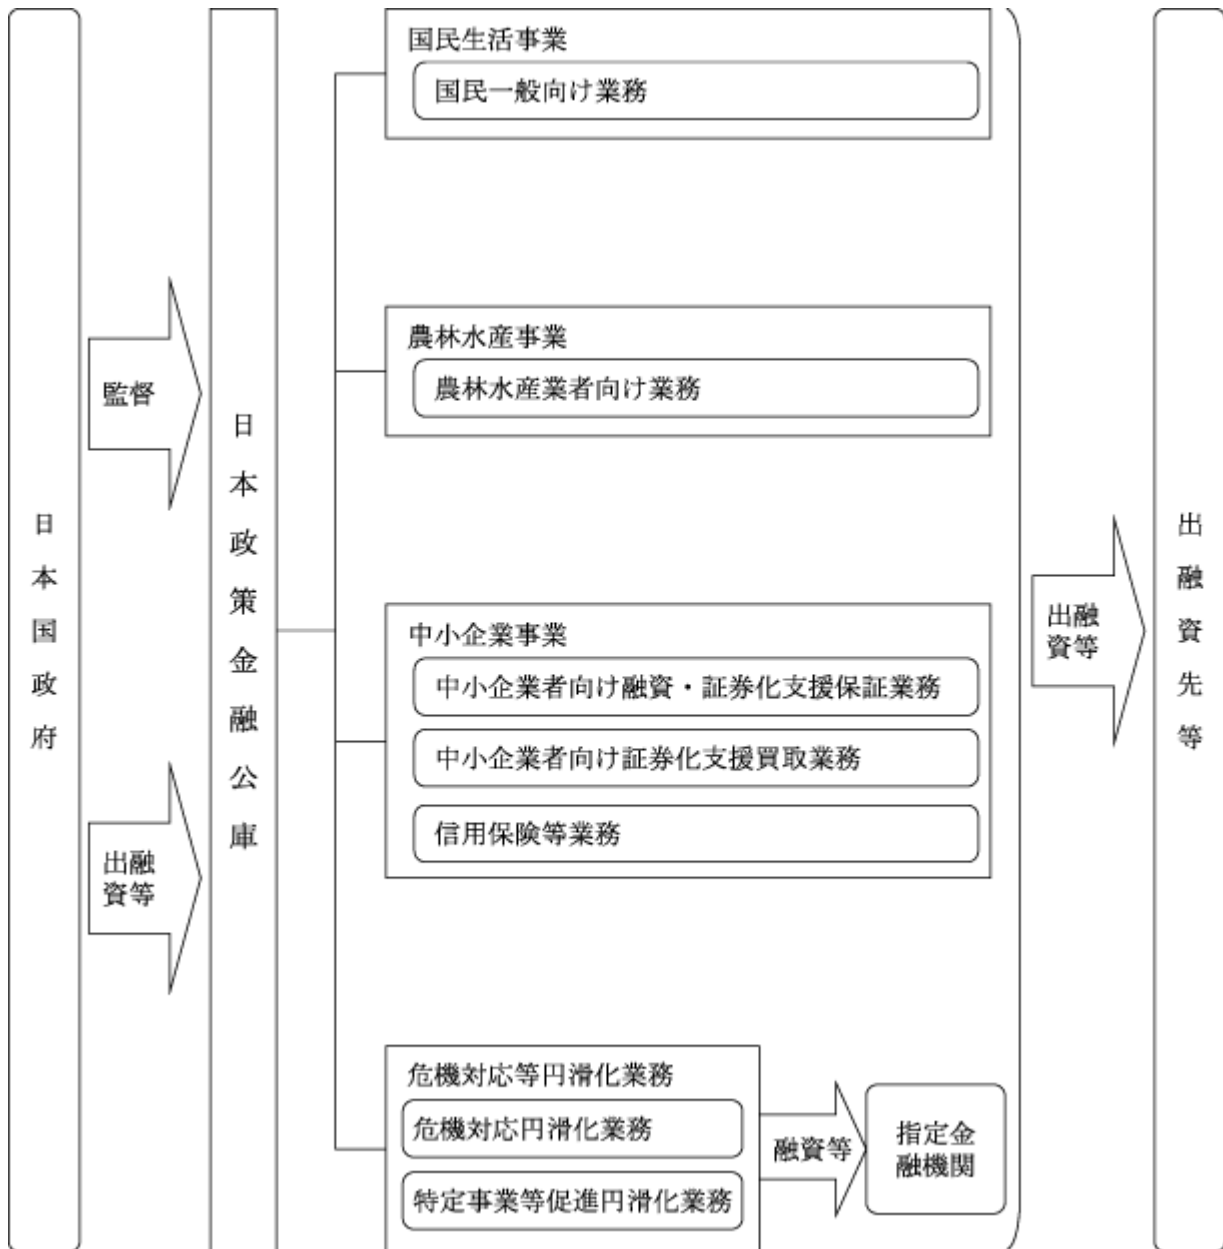 日本国政府
監督
出融
資等
日本政策金融公庫
国民生活事業
国民一般向け業務
農林水産事業
農林水産業者向け業務
中小企業事業
中小企業者向け融資・証券化支援保証業務
中小企業者向け証券化支援買取業務
信用保険等業務
危機対応等円滑化業務
危機対応円滑化業務
特定事業等促進円滑化業務
融資等
指定金
融機関
出融
資等
出融資先等